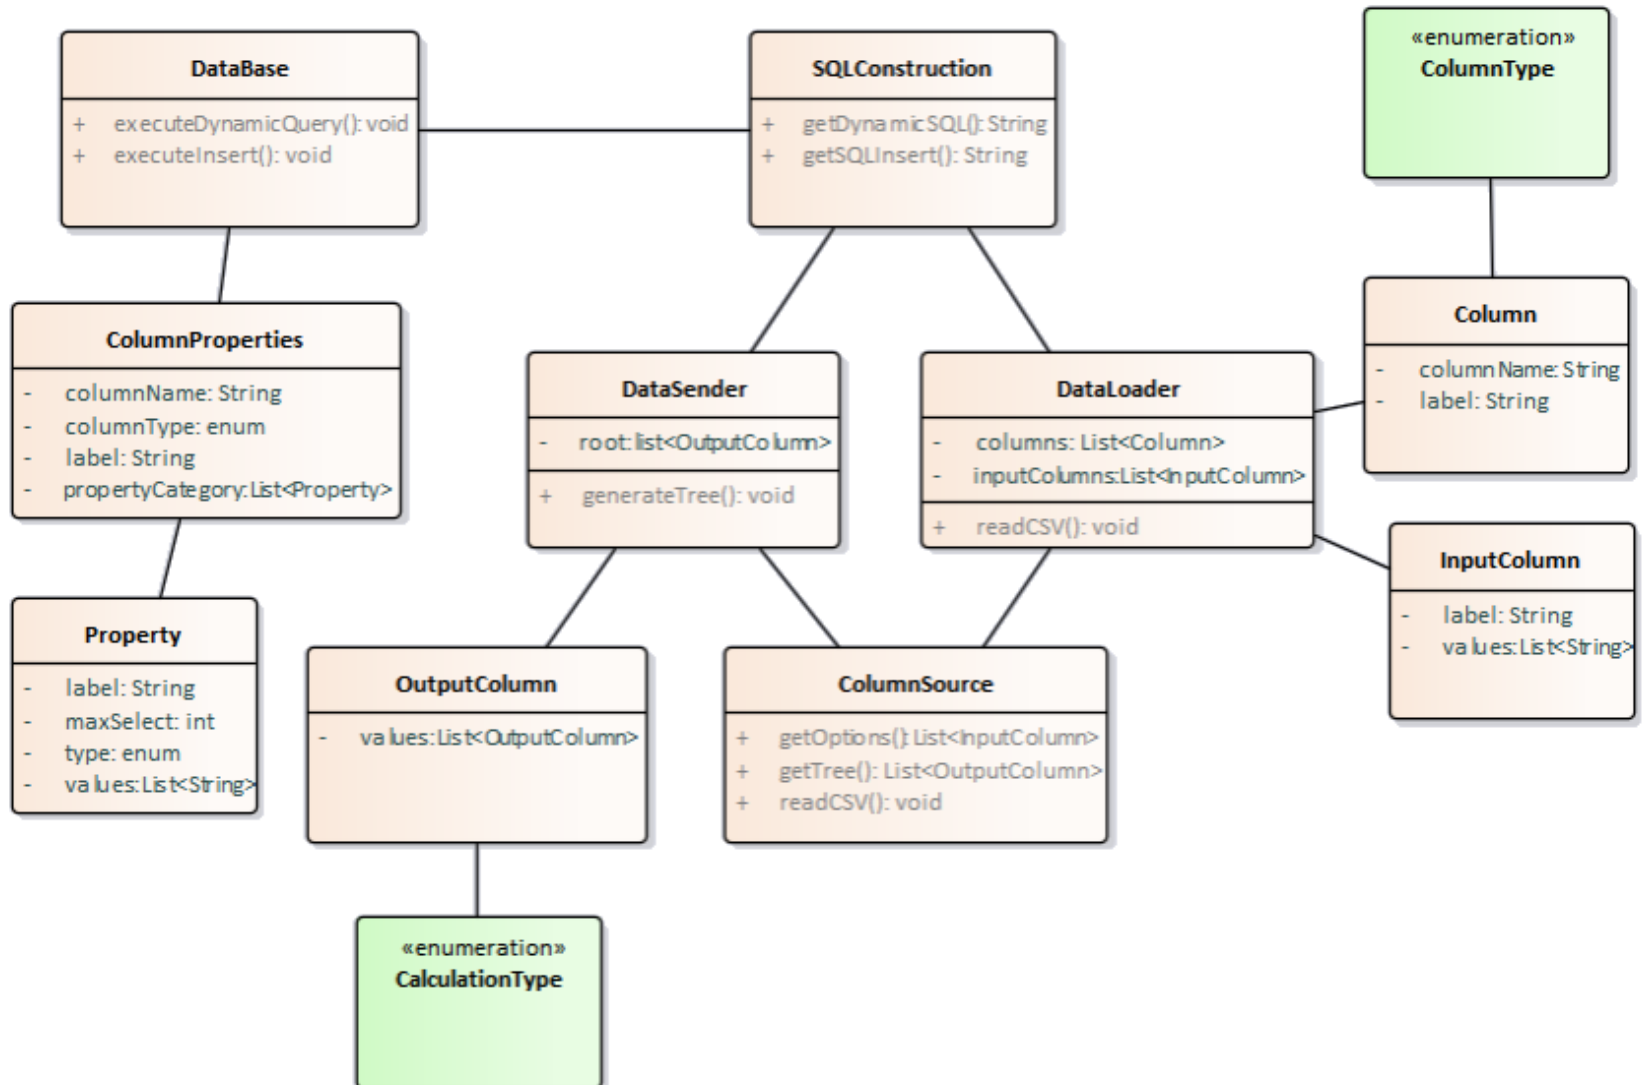 DataBase
+ executeDynamicQuery(): void
+ executeInsert(): void
SQLConstruction
+ getDynamicSQL(): String
+ getSQLInsert(): String
«enumeration»
ColumnType
ColumnProperties
- columnName: String
- columnType: enum
- label: String
- propertyCategory:List<Property>
DataSender
- root:list<OutputColumn>
+ generateTree(): void
DataLoader
- columns: List<Column>
- inputColumns:List<InputColumn>
+ readCSV(): void
Column
- columnName: String
- label: String
InputColumn
- label: String
- values:List<String>
Property
- label: String
- maxSelect: int
- type: enum
- values:List<String>
OutputColumn
- values:List<OutputColumn>
ColumnSource
+ getOptions(): List<InputColumn>
+ getTree(): List<OutputColumn>
+ readCSV(): void
«enumeration»
CalculationType